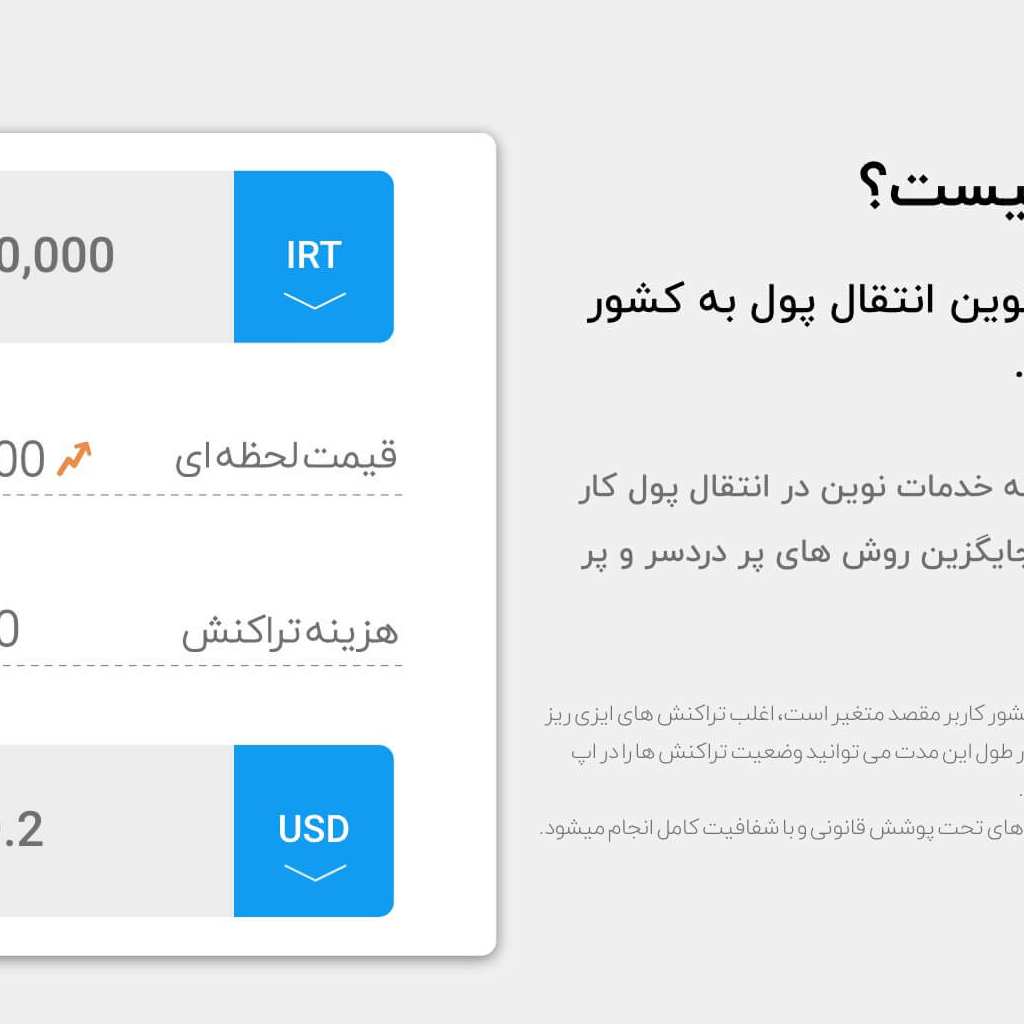 یست؟
نوین انتقال پول به کشور
.
ه خدمات نوین در انتقال پول کار
جایگزین روش های پر دردسر و پر
شور کاربر مقصد متغیر است، اغلب تراکنش های ایزی ریز
ر طول این مدت می توانید وضعیت تراکنش ها را در اپ
.
های تحت پوشش قانونی و با شفافیت کامل انجام میشود.
IRT
0,000
قیمت لحظه ای
00
هزینه تراکنش
0
USD
.2